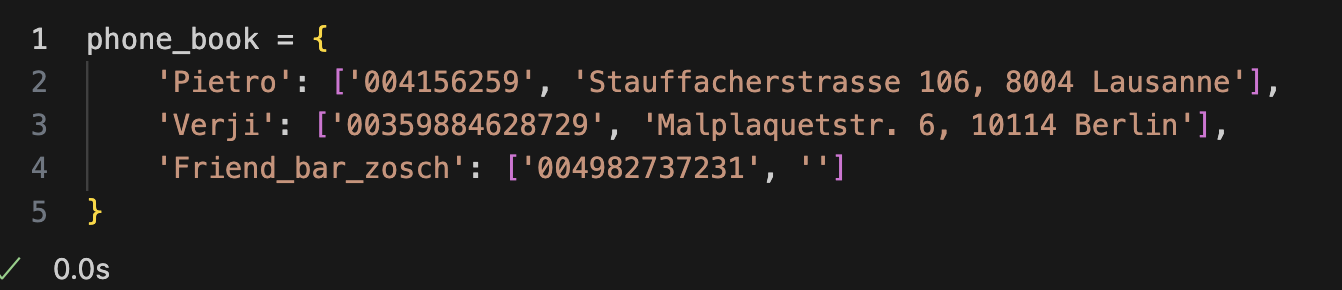 1 phone_book = {
2 'Pietro': ['004156259', 'Stauffacherstrasse 106, 8004 Lausanne'],
3 'Verji': ['00359884628729', 'Malplaquetstr. 6, 10114 Berlin'],
4 'Friend_bar_zosch': ['004982737231', '']
5 }
✓ 0.0s